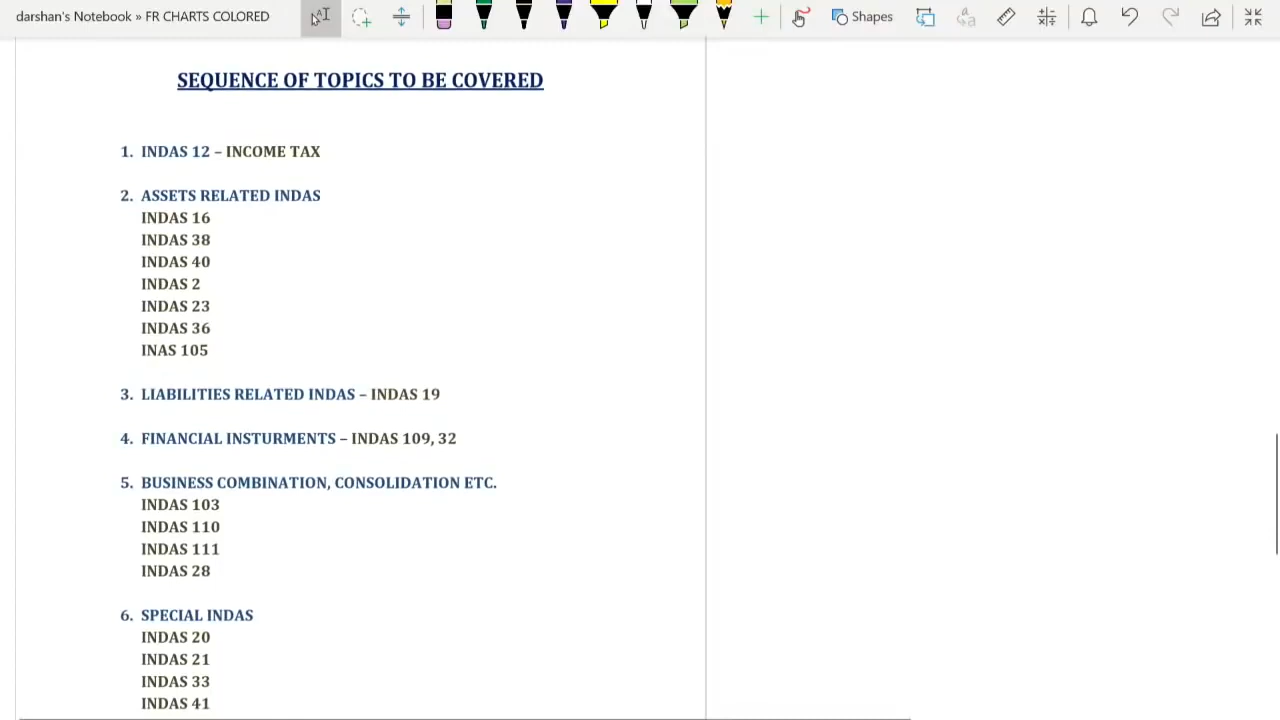 darshan's Notebook » FR CHARTS COLORED
Shapes
SEQUENCE OF TOPICS TO BE COVERED
1. INDAS 12 – INCOME TAX
2. ASSETS RELATED INDAS
INDAS 16
INDAS 38
INDAS 40
INDAS 2
INDAS 23
INDAS 36
INAS 105
3. LIABILITIES RELATED INDAS – INDAS 19
4. FINANCIAL INSTURMENTS – INDAS 109, 32
5. BUSINESS COMBINATION, CONSOLIDATION ETC.
INDAS 103
INDAS 110
INDAS 111
INDAS 28
6. SPECIAL INDAS
INDAS 20
INDAS 21
INDAS 33
INDAS 41